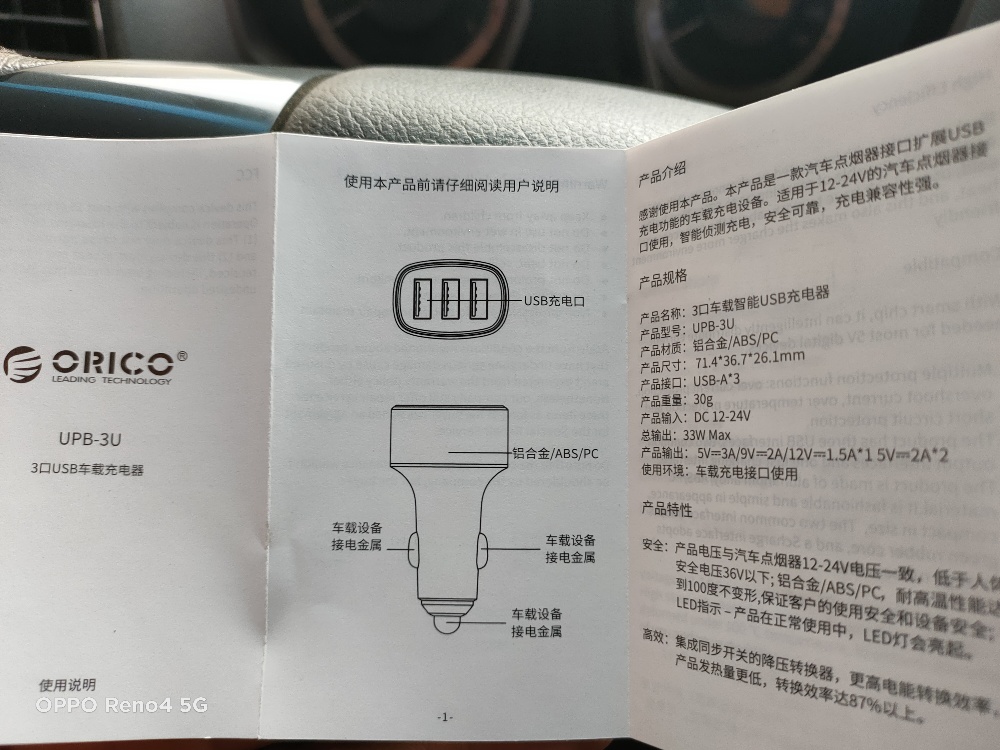 ORICO®
LEADING TECHNOLOGY
UPB-3U
3口USB车载充电器
使用说明
OPPO Reno4 5G
使用本产品前请仔细阅读用户说明
USB充电口
铝合金/ABS/PC
车载设备
接电金属
车载设备
接电金属
车载设备
接电金属
-1-
产品介绍
感谢使用本产品。本产品是一款汽车点烟器接口扩展USB
充电功能的车载充电设备。适用于12-24V的汽车点烟器接
口使用，智能侦测充电，安全可靠，充电兼容性强。
产品规格
产品名称：3口车载智能USB充电器
产品型号：UPB-3U
产品材质：铝合金/ABS/PC
产品尺寸：71.4*36.7*26.1mm
产品接口：USB-A*3
产品重量：30g
产品输入：DC 12-24V
总输出：33W Max
产品输出：5V⎓3A/9V⎓2A/12V⎓1.5A*1 5V⎓2A*2
使用环境：车载充电接口使用
产品特性
安全：产品电压与汽车点烟器12-24V电压一致，低于人体
安全电压36V以下；铝合金/ABS/PC，耐高温性能达
到100度不变形,保证客户的使用安全和设备安全；
LED指示 – 产品在正常使用中，LED灯会亮起。
高效：集成同步开关的降压转换器，更高电能转换效率，
产品发热量更低，转换效率达87%以上。